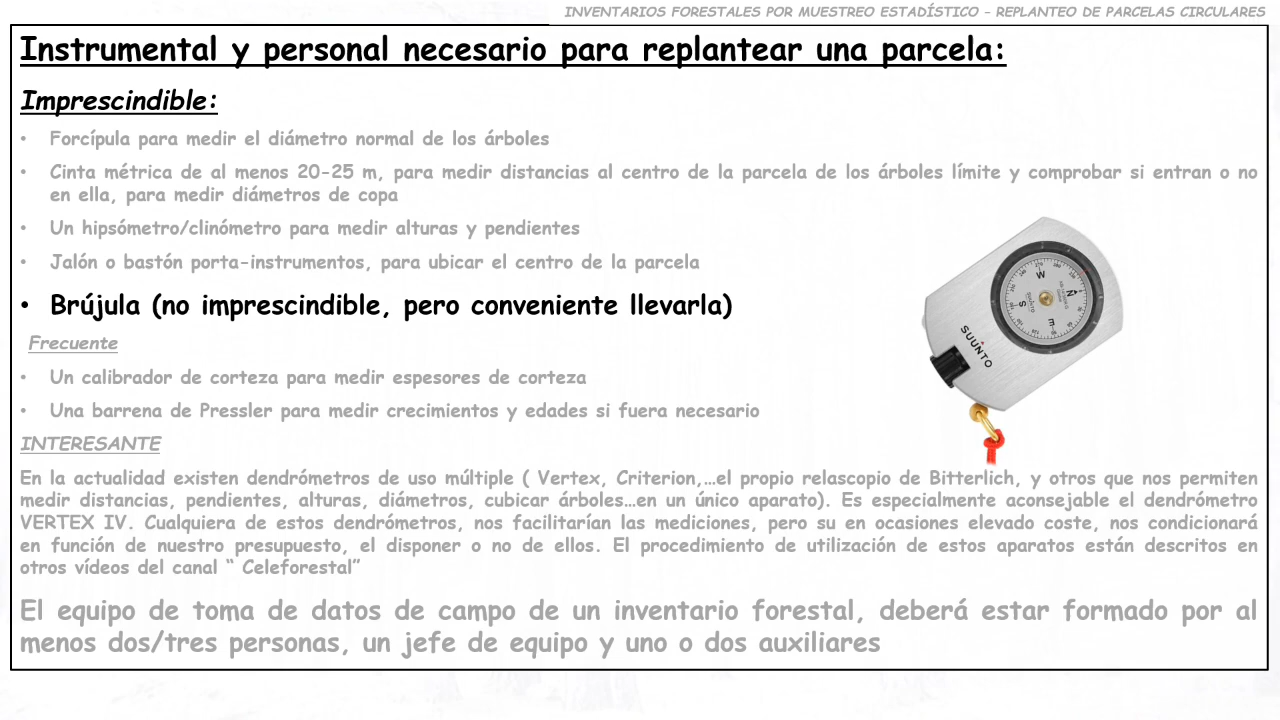 INVENTARIOS FORESTALES POR MUESTREO ESTADÍSTICO – REPLANTEO DE PARCELAS CIRCULARES
Instrumental y personal necesario para replantear una parcela:
Imprescindible:
• Forcípula para medir el diámetro normal de los árboles
• Cinta métrica de al menos 20-25 m, para medir distancias al centro de la parcela de los árboles límite y comprobar si entran o no
en ella, para medir diámetros de copa
• Un hipsómetro/clinómetro para medir alturas y pendientes
• Jalón o bastón porta-instrumentos, para ubicar el centro de la parcela
• Brújula (no imprescindible, pero conveniente llevarla)
W
N
S
E
SUUNTO
Frecuente
• Un calibrador de corteza para medir espesores de corteza
• Una barrena de Pressler para medir crecimientos y edades si fuera necesario
INTERESANTE
En la actualidad existen dendrómetros de uso múltiple ( Vertex, Criterion,…el propio relascopio de Bitterlich, y otros que nos permiten
medir distancias, pendientes, alturas, diámetros, cubicar árboles…en un único aparato). Es especialmente aconsejable el dendrómetro
VERTEX IV. Cualquiera de estos dendrómetros, nos facilitarían las mediciones, pero su en ocasiones elevado coste, nos condicionará
en función de nuestro presupuesto, el disponer o no de ellos. El procedimiento de utilización de estos aparatos están descritos en
otros vídeos del canal “ Celeforestal”
El equipo de toma de datos de campo de un inventario forestal, deberá estar formado por al
menos dos/tres personas, un jefe de equipo y uno o dos auxiliares